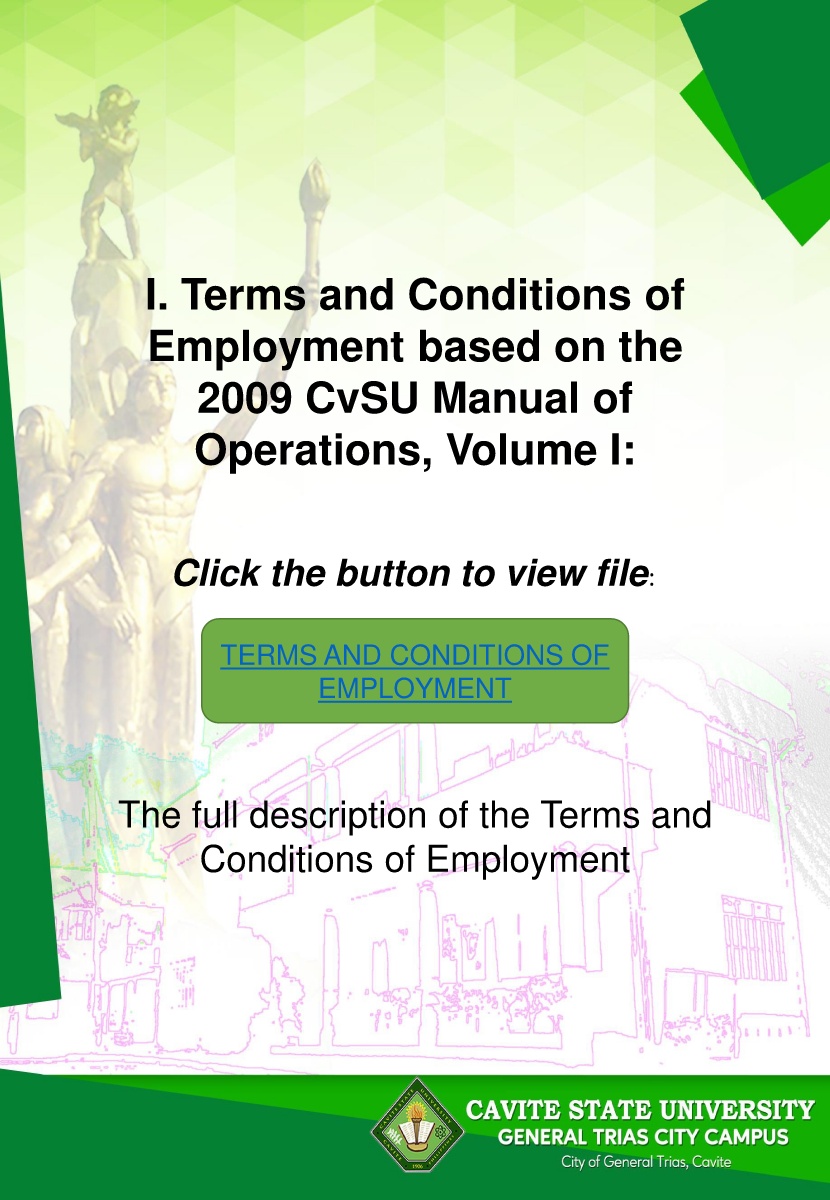 I. Terms and Conditions of
Employment based on the
2009 CvSU Manual of
Operations, Volume I:
Click the button to view file:
TERMS AND CONDITIONS OF
EMPLOYMENT
The full description of the Terms and
Conditions of Employment
CAVITE STATE UNIVERSITY
GENERAL TRIAS CITY CAMPUS
City of General Trias, Cavite
1906